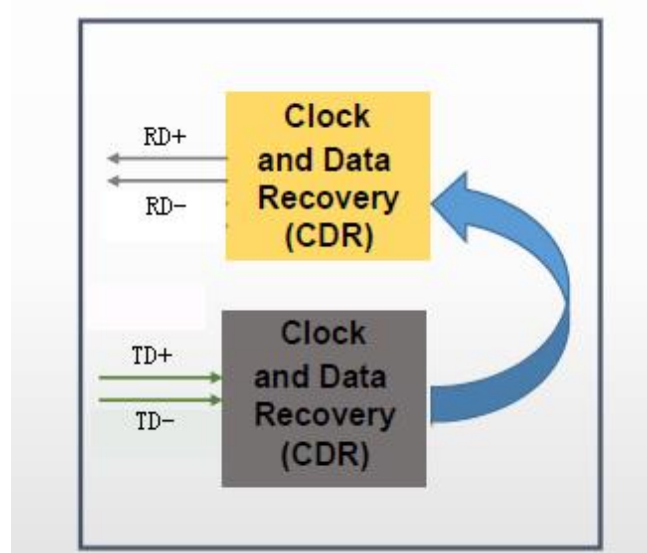 RD+
RD-
Clock
and Data
Recovery
(CDR)
TD+
TD-
Clock
and Data
Recovery
(CDR)